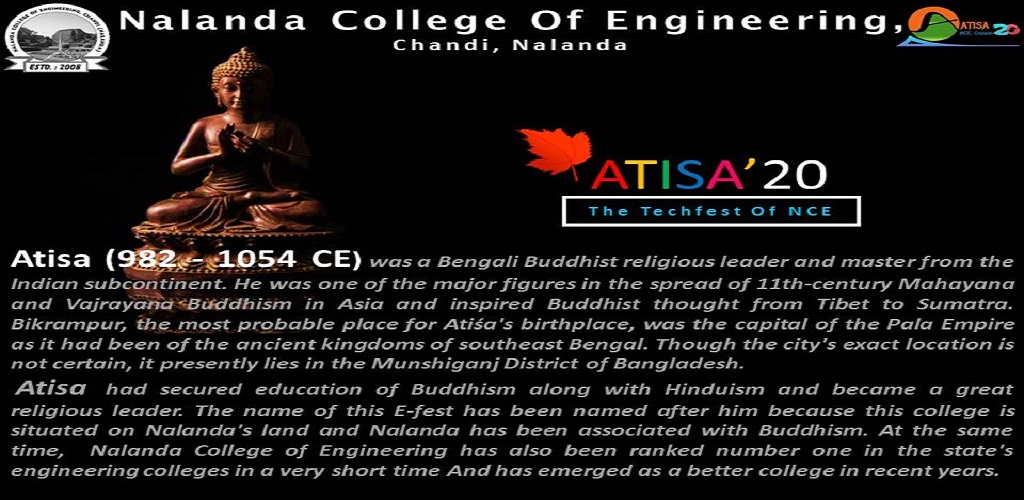 Nalanda College Of Engineering,
Chandi, Nalanda
NALANDA COLLEGE OF ENGINEERING, CHANDI (NALANDA)
ESTD. : 2008
ATISA
20
ATISA'20
The Techfest Of NCE
Atisa (982 - 1054 CE) was a Bengali Buddhist religious leader and master from the
Indian subcontinent. He was one of the major figures in the spread of 11th-century Mahayana
and Vajrayana Buddhism in Asia and inspired Buddhist thought from Tibet to Sumatra.
Bikrampur, the most probable place for Atiśa's birthplace, was the capital of the Pala Empire
as it had been of the ancient kingdoms of southeast Bengal. Though the city's exact location is
not certain, it presently lies in the Munshiganj District of Bangladesh.
Atisa had secured education of Buddhism along with Hinduism and became a great
religious leader. The name of this E-fest has been named after him because this college is
situated on Nalanda's land and Nalanda has been associated with Buddhism. At the same
time, Nalanda College of Engineering has also been ranked number one in the state's
engineering colleges in a very short time And has emerged as a better college in recent years.